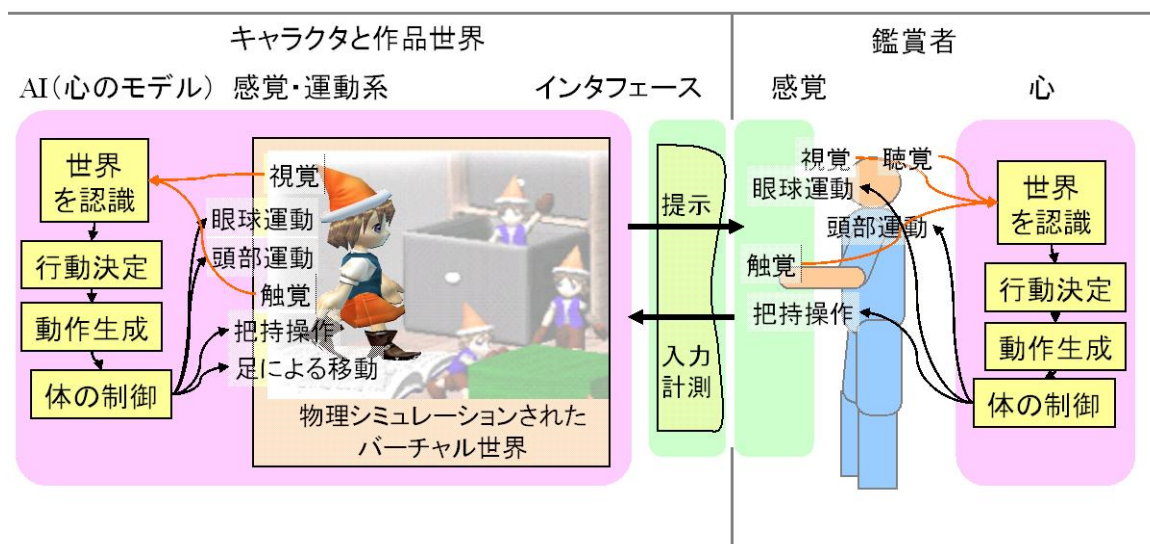 キャラクタと作品世界
鑑賞者
AI(心のモデル)
感覚・運動系
インタフェース
感覚
心
世界
を認識
行動決定
動作生成
体の制御
視覚
眼球運動
頭部運動
触覚
把持操作
足による移動
物理シミュレーションされた
バーチャル世界
提示
入力
計測
視覚
聴覚
眼球運動
頭部運動
触覚
把持操作
世界
を認識
行動決定
動作生成
体の制御